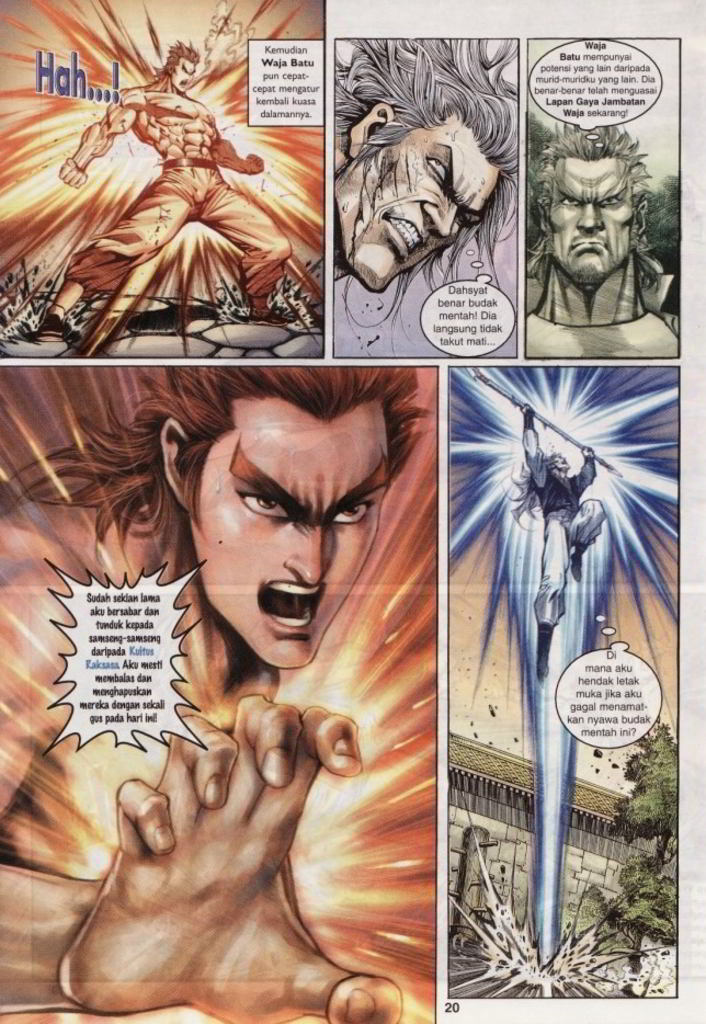 Hah....!
Kemudian
Waja Batu
pun cepat-
cepat mengatur
kembali kuasa
dalamannya.
Dahsyat
benar budak
mentah! Dia
langsung tidak
takut mati...
Waja
Batu mempunyai
potensi yang lain daripada
murid-muridku yang lain. Dia
benar-benar telah menguasai
Lapan Gaya Jambatan
Waja sekarang!
Sudah sekian lama
aku bersabar dan
tunduk kepada
samseng-samseng
daripada Kultus
Raksasa. Aku mesti
membalas dan
menghapuskan
mereka dengan sekali
gus pada hari ini!
Di
mana aku
hendak letak
muka jika aku
gagal menamat-
kan nyawa budak
mentah ini?
20